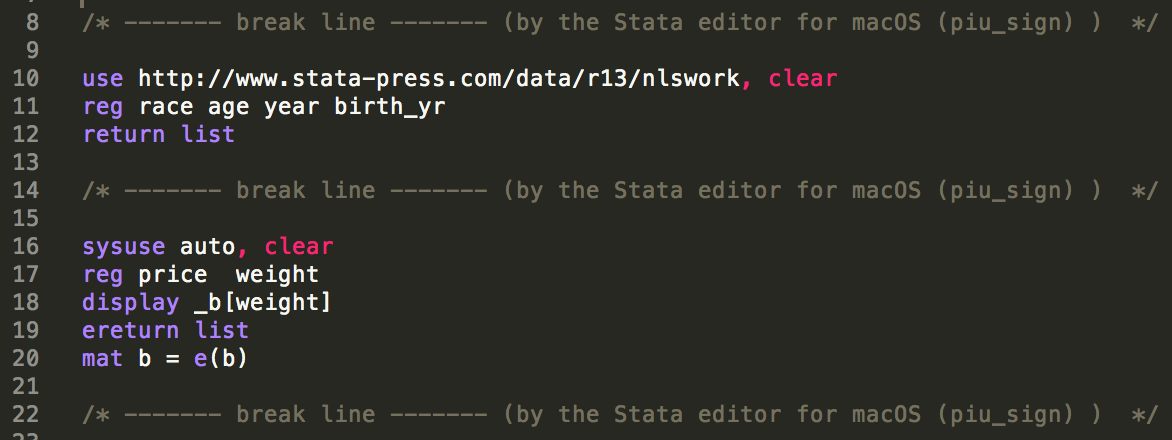 8 /* ------- break line ------- (by the Stata editor for macOS (piu_sign) )  */
9
10 use http://www.stata-press.com/data/r13/nlswork, clear
11 reg race age year birth_yr
12 return list
13
14 /* ------- break line ------- (by the Stata editor for macOS (piu_sign) )  */
15
16 sysuse auto, clear
17 reg price  weight
18 display _b[weight]
19 ereturn list
20 mat b = e(b)
21
22 /* ------- break line ------- (by the Stata editor for macOS (piu_sign) )  */